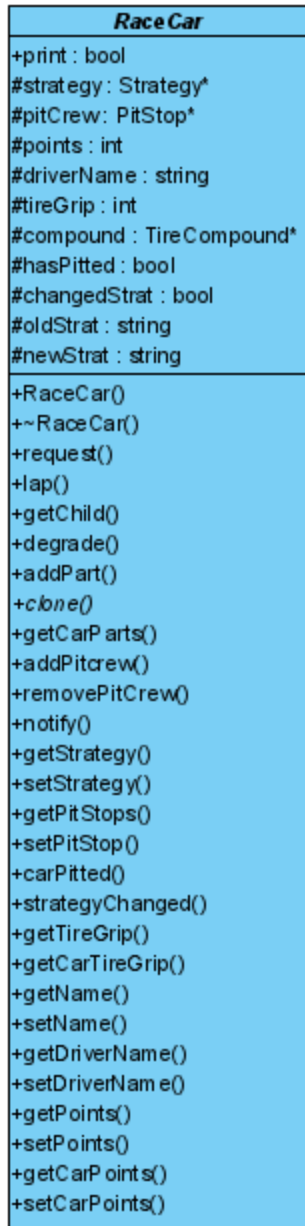 RaceCar
+print : bool
#strategy : Strategy*
#pitCrew: PitStop*
#points : int
#driverName : string
#tireGrip : int
#compound : TireCompound*
#hasPitted : bool
#changedStrat : bool
#oldStrat : string
#newStrat : string
+RaceCar()
+~RaceCar()
+request()
+lap()
+getChild()
+degrade()
+addPart()
+clone()
+getCarParts()
+addPitcrew()
+removePitCrew()
+notify()
+getStrategy()
+setStrategy()
+getPitStops()
+setPitStop()
+carPitted()
+strategyChanged()
+getTireGrip()
+getCarTireGrip()
+getName()
+setName()
+getDriverName()
+setDriverName()
+getPoints()
+setPoints()
+getCarPoints()
+setCarPoints()